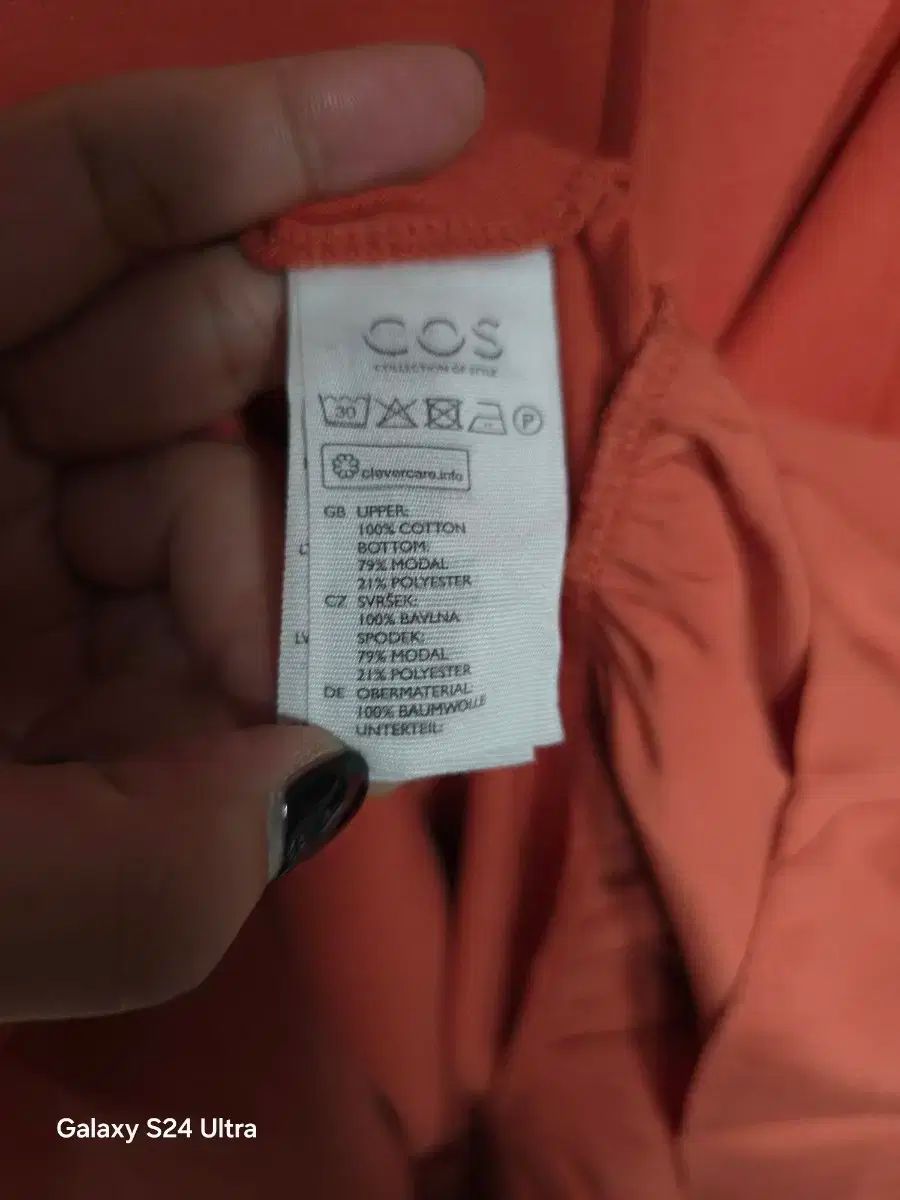 COS
COLLECTION OF STYLE
30
P
clevercare.info
GB UPPER:
100% COTTON
BOTTOM:
79% MODAL
21% POLYESTER
CZ SVRŠEK:
100% BAVLNA
SPODEK:
79% MODAL
21% POLYESTER
DE OBERMATERIAL:
100% BAUMWOLLE
UNTERTEIL:
LV
Galaxy S24 Ultra